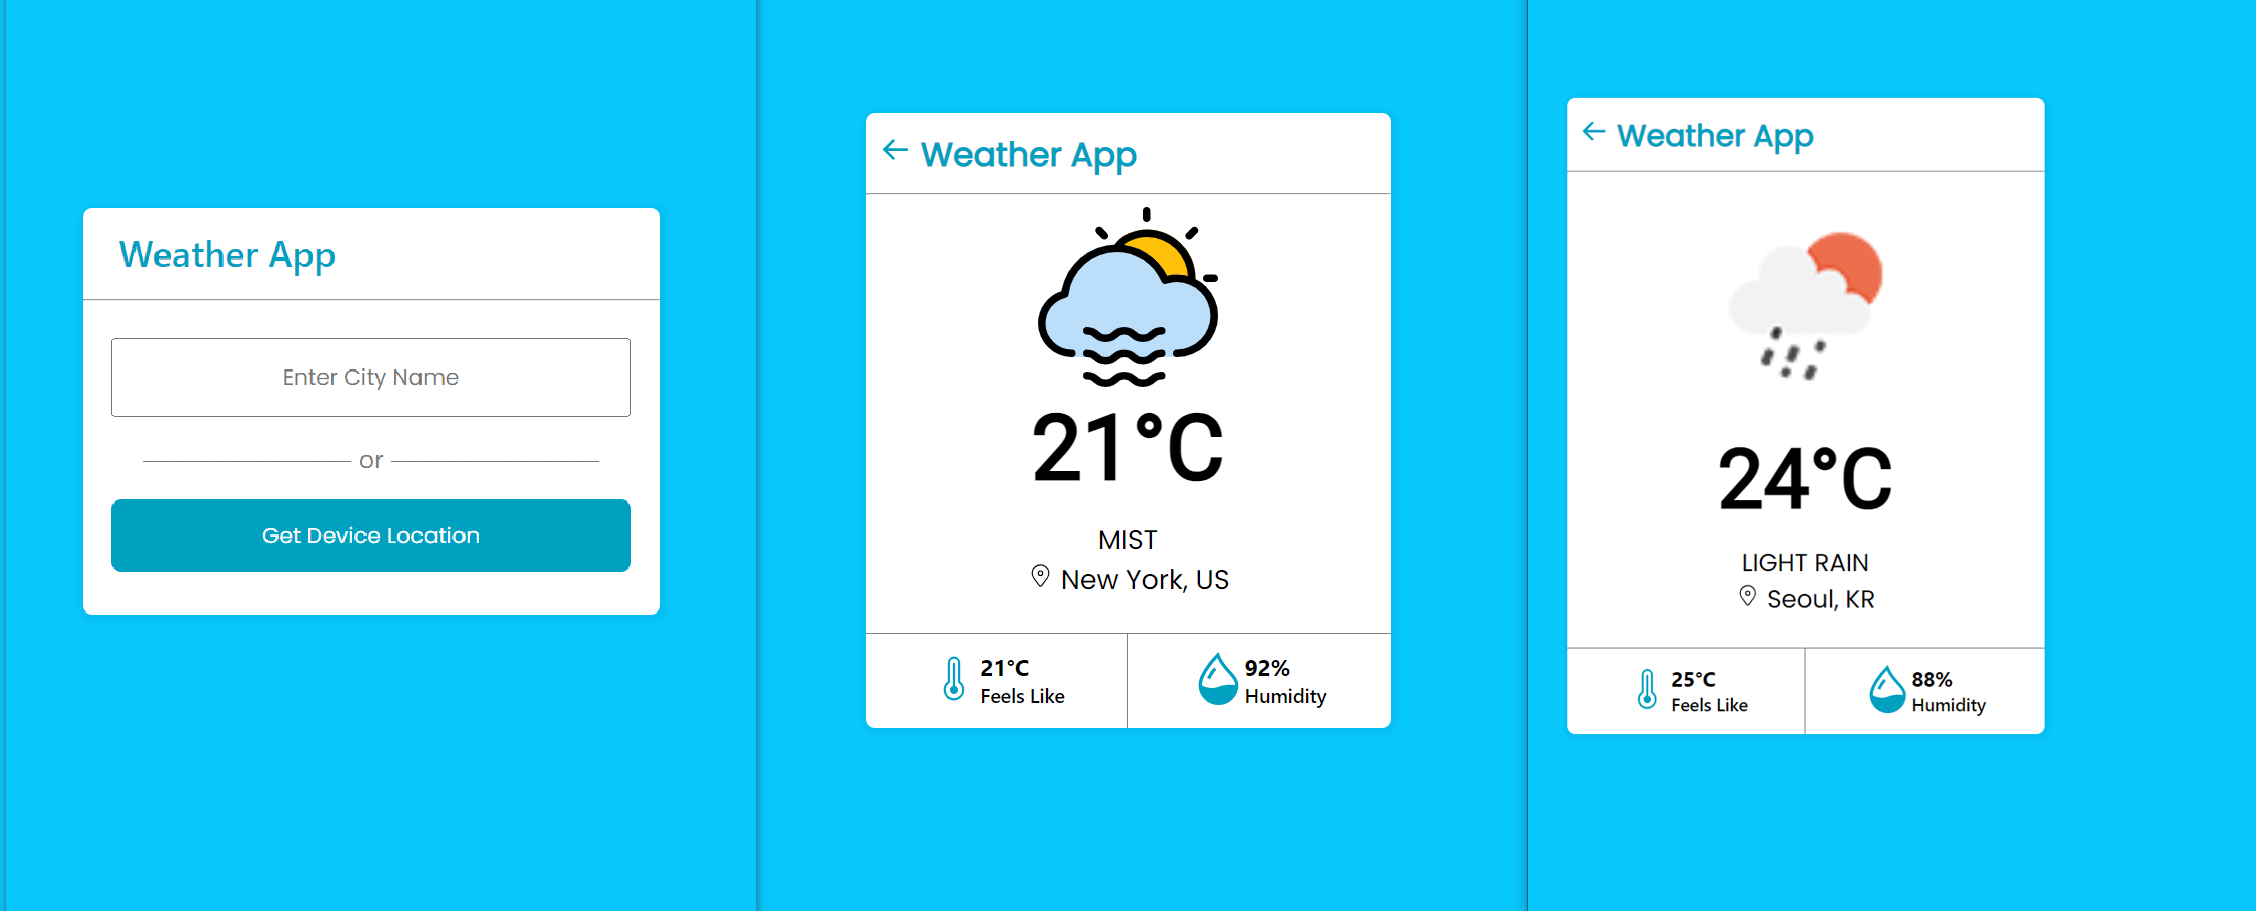 Weather App
Enter City Name
or
Get Device Location
Weather App
21°C
MIST
New York, US
21°C
Feels Like
92%
Humidity
Weather App
24°C
LIGHT RAIN
Seoul, KR
25°C
Feels Like
88%
Humidity